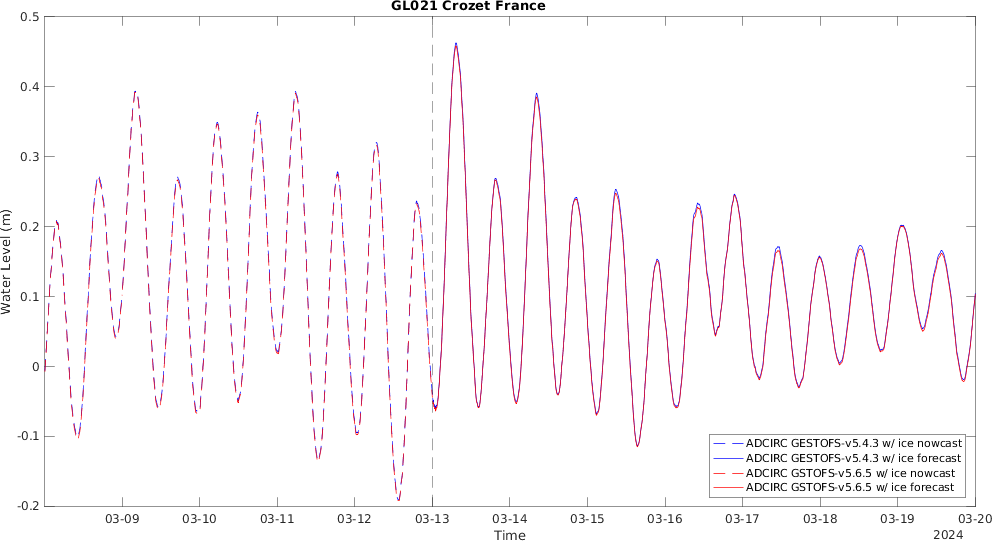 GL021 Crozet France
0.5
0.4
0.3
0.2
0.1
0
-0.1
-0.2
Water Level (m)
03-09 03-10 03-11 03-12 03-13 03-14 03-15 03-16 03-17 03-18 03-19 03-20
Time
2024
ADCIRC GESTOFS-v5.4.3 w/ ice nowcast
ADCIRC GESTOFS-v5.4.3 w/ ice forecast
ADCIRC GSTOFS-v5.6.5 w/ ice nowcast
ADCIRC GSTOFS-v5.6.5 w/ ice forecast